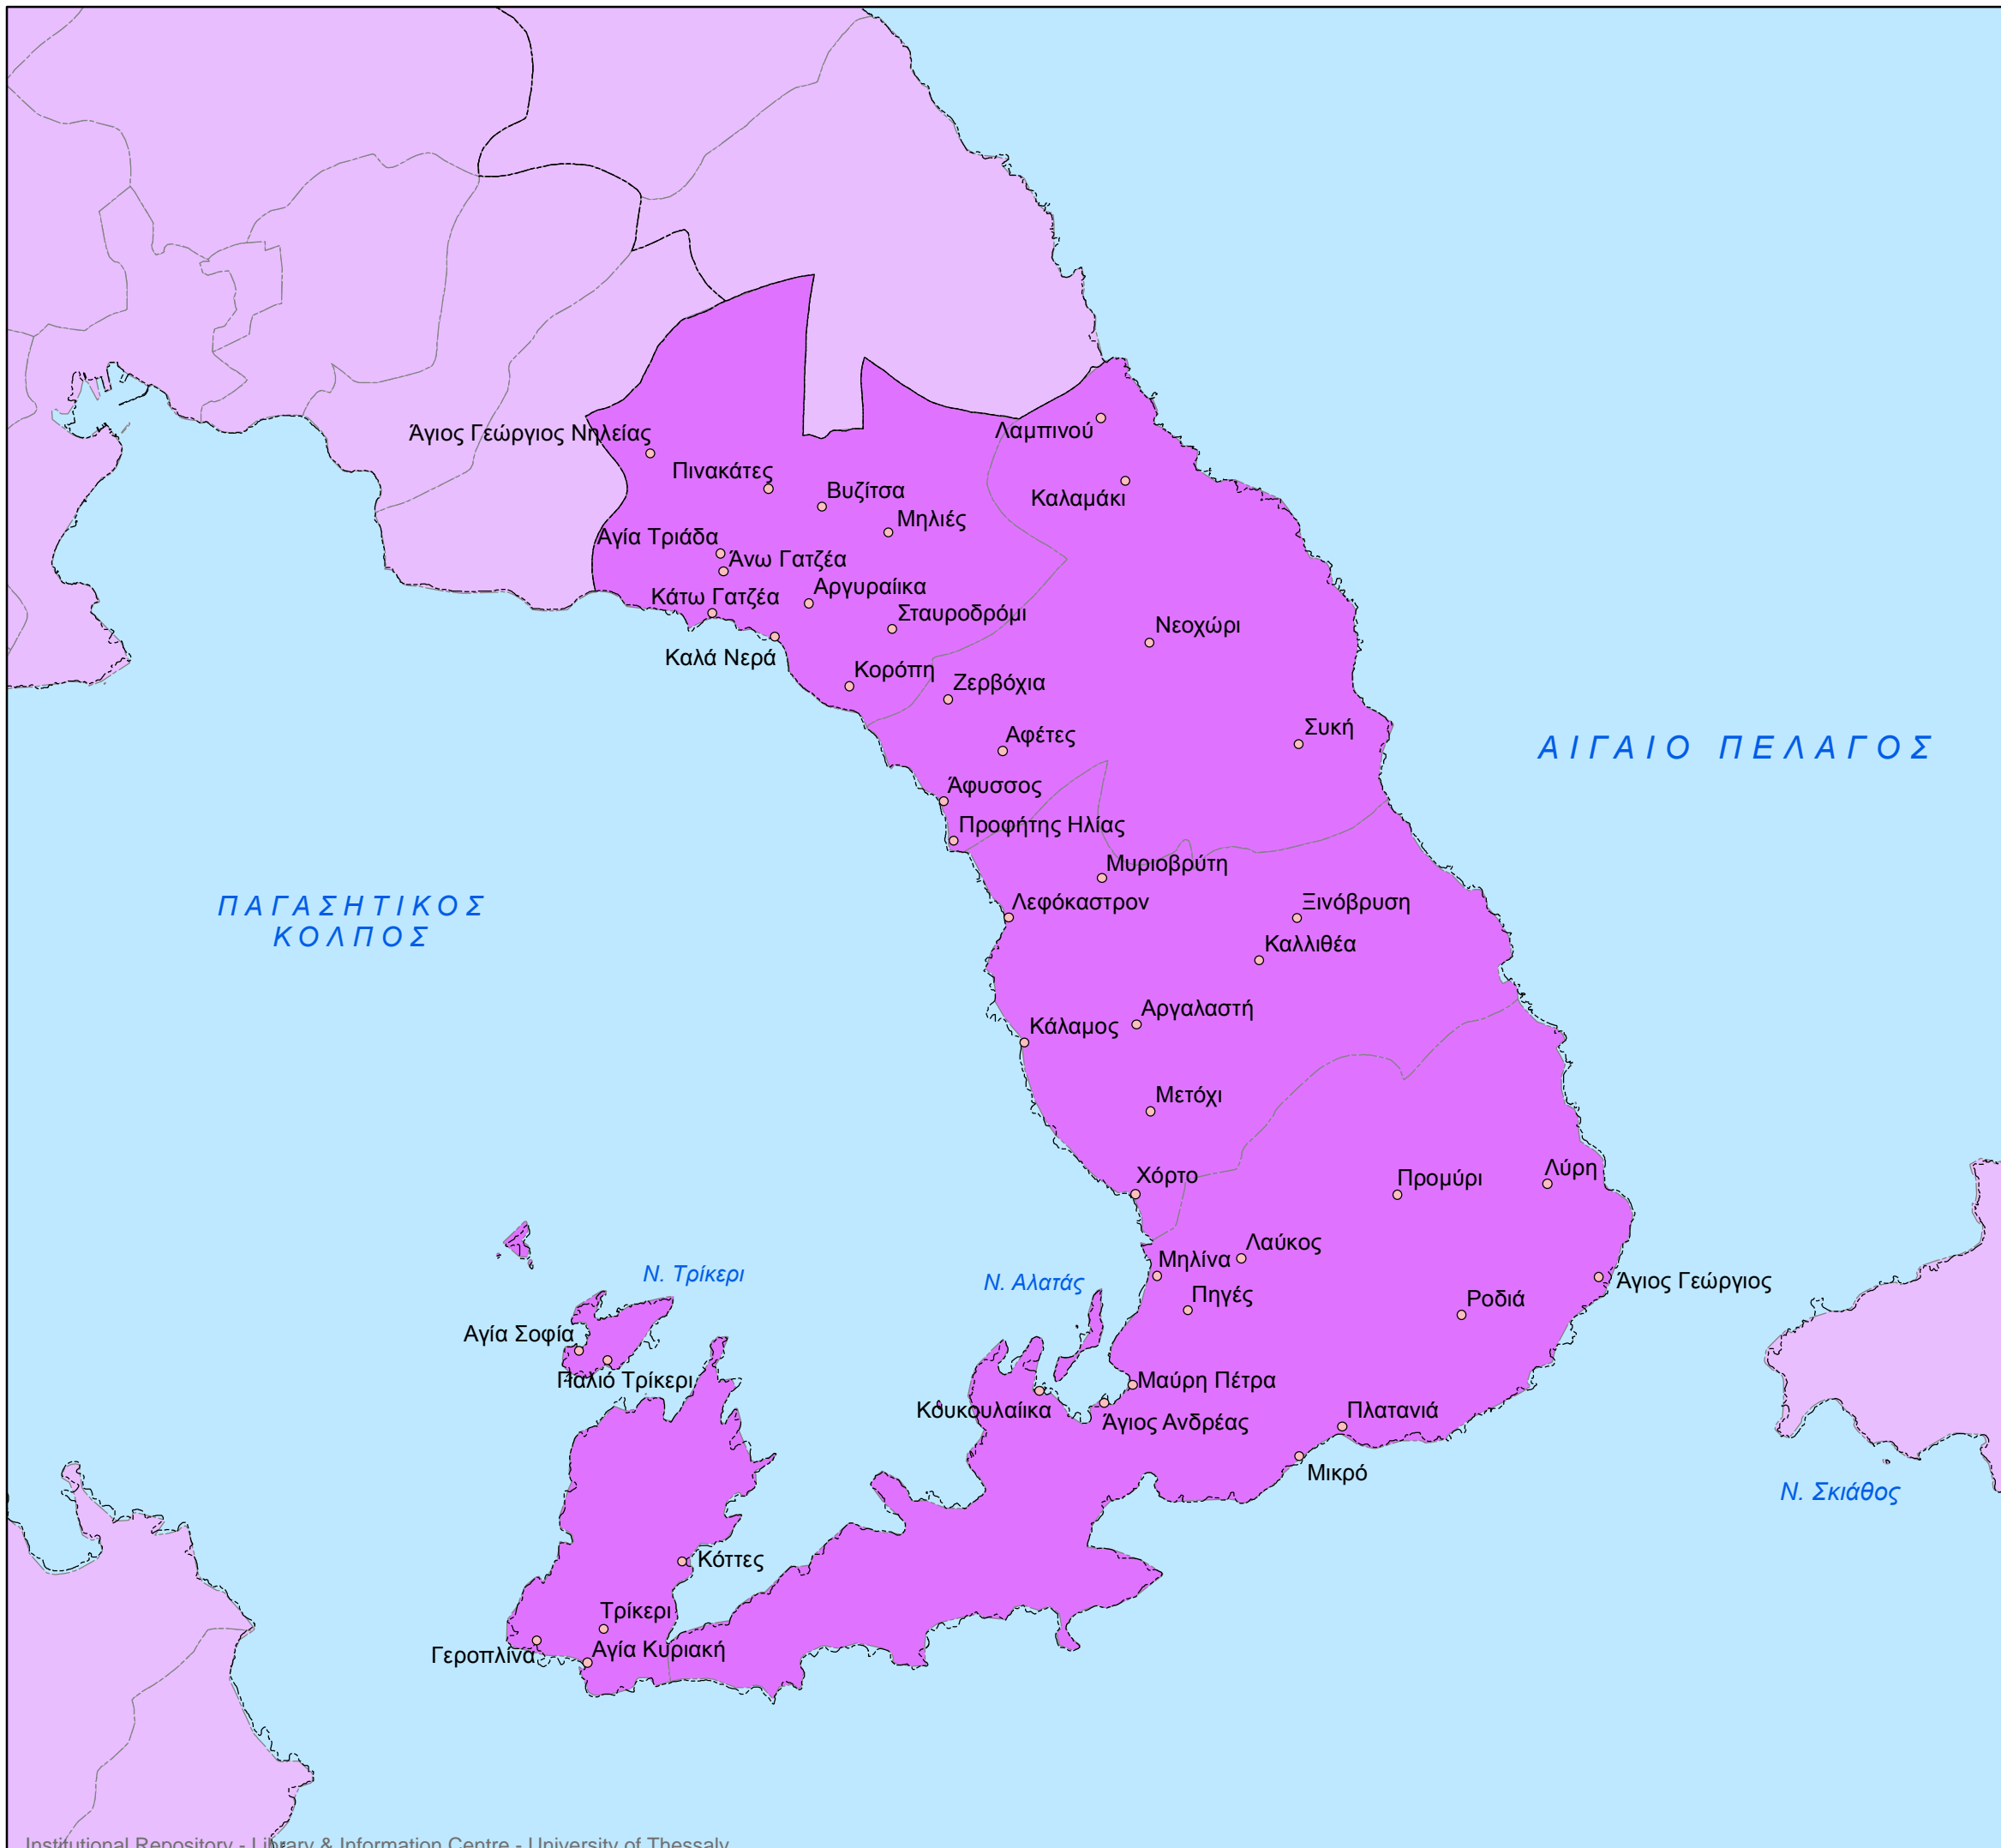 Λαμπινού
Άγιος Γεώργιος Νηλείας
Πινακάτες
Βυζίτσα
Καλαμάκι
Μηλιές
Αγία Τριάδα
Άνω Γατζέα
Αργυραίικα
Κάτω Γατζέα
Σταυροδρόμι
Νεοχώρι
Καλά Νερά
Κορόπη
Ζερβόχια
Συκή
Αφέτες
ΑΙΓΑΙΟ ΠΕΛΑΓΟΣ
Άφυσσος
Προφήτης Ηλίας
Μυριοβρύτη
Λεφόκαστρον
Ξινόβρυση
ΠΑΓΑΣΗΤΙΚΟΣ
ΚΟΛΠΟΣ
Καλλιθέα
Αργαλαστή
Κάλαμος
Μετόχι
Χόρτο
Προμύρι
Λύρη
Λαύκος
Μηλίνα
Ν. Τρίκερι
Ν. Αλατάς
Άγιος Γεώργιος
Πηγές
Ροδιά
Αγία Σοφία
Παλιό Τρίκερι
Μαύρη Πέτρα
Κουκουλαίικα
Άγιος Ανδρέας
Πλατανιά
Μικρό
Ν. Σκιάθος
Κόττες
Τρίκερι
Γεροπλίνα
Αγία Κυριακή
Institutional Repository - Library & Information Centre - University of Thessaly